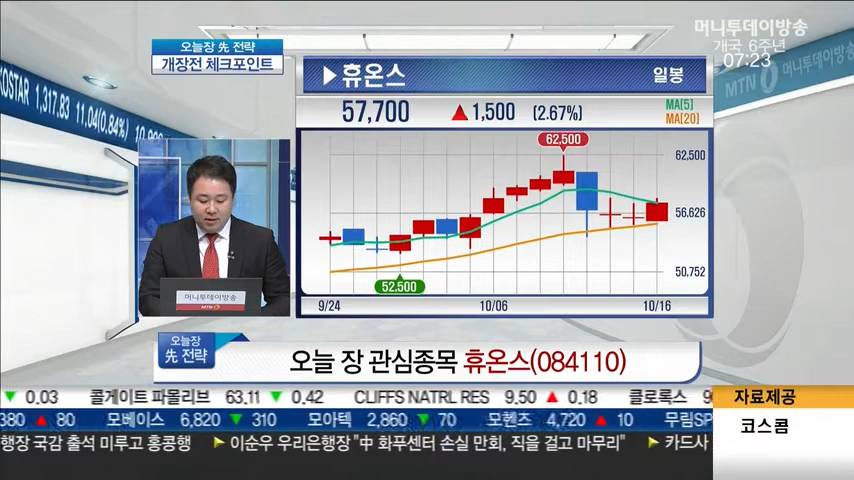 머니투데이방송
개국 6주년
07:23
오늘장 先 전략
개장전 체크포인트
KOSTAR 1,317.83 11.04(0.84%)
MTN 머니투데이방송
▶휴온스 일봉
57,700 ▲1,500 (2.67%)
MA[5]
MA[20]
62,500
62,500
56,626
50,752
52,500
9/24 10/06 10/16
머니투데이방송
MTN
오늘장
先 전략
오늘 장 관심종목 휴온스(084110)
▼ 0.03 콜게이트 파몰리브 63.11 ▼ 0.42 CLIFFS NATRL RES 9.50 ▲ 0.18 클로록스
자료제공
380 ▲ 80 모베이스 6,820 ▼ 310 모아텍 2,860 ▼ 70 모헨즈 4,720 ▲ 10 무림SP
코스콤
행장 국감 출석 미루고 홍콩행 ▶이순우 우리은행장 "中 화푸센터 손실 만회, 직을 걸고 마무리" ▶카드사